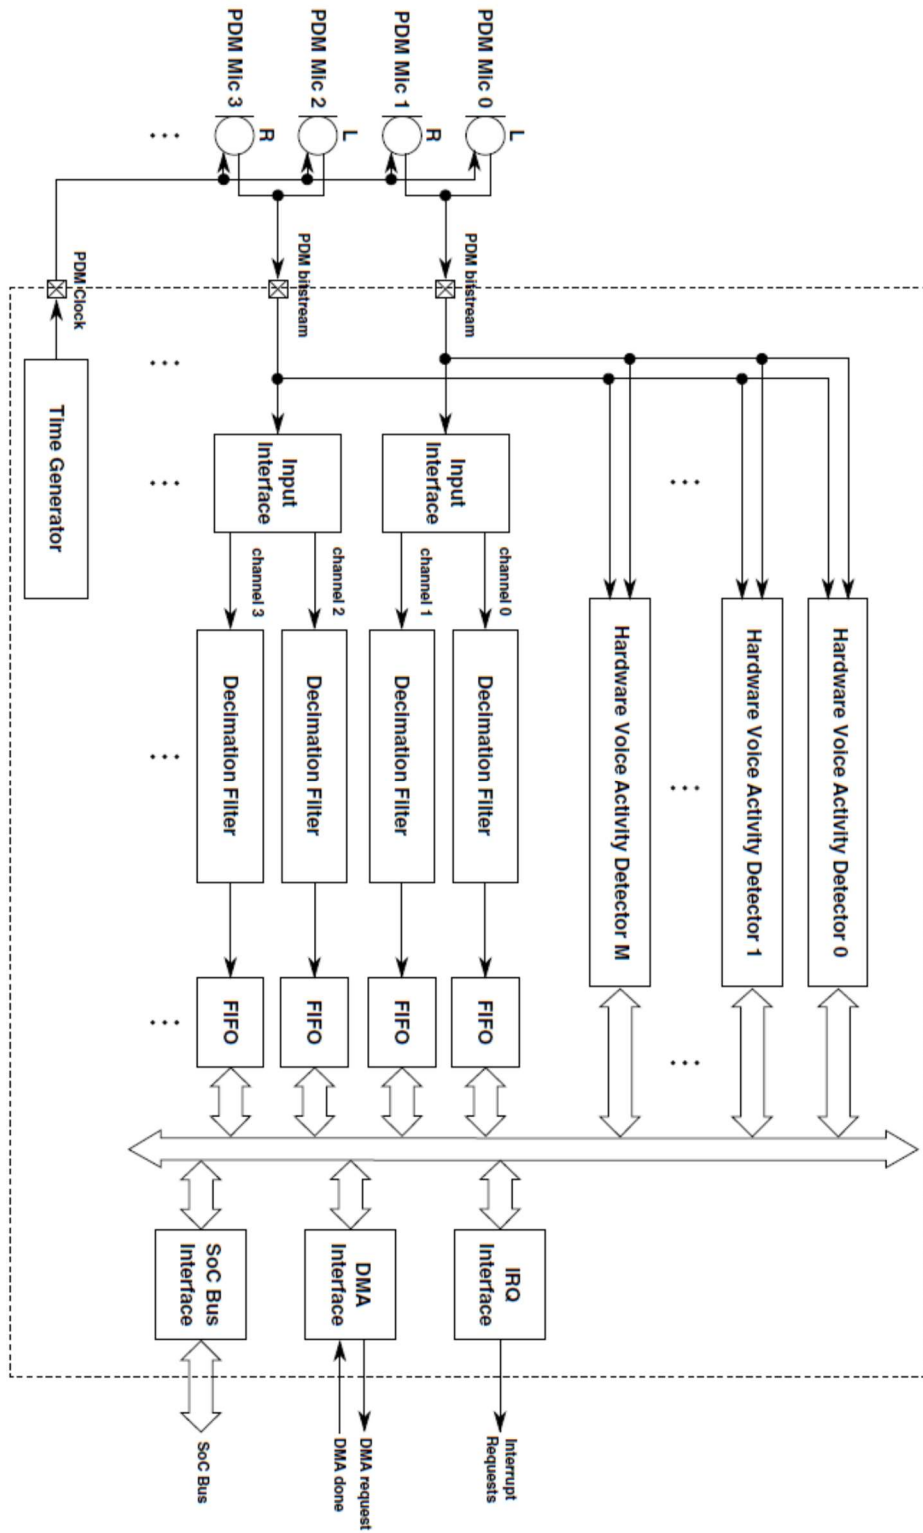 Hardware Voice Activity Detector 0
Hardware Voice Activity Detector 1
...
...
...
Hardware Voice Activity Detector M
PDM Mic 0
L
PDM bitstream
Input
Interface
channel 0
Decimation Filter
FIFO
PDM Mic 1
R
channel 1
Decimation Filter
FIFO
PDM Mic 2
L
PDM bitstream
Input
Interface
channel 2
Decimation Filter
FIFO
PDM Mic 3
R
channel 3
Decimation Filter
FIFO
...
...
...
...
...
PDM Clock
Time Generator
IRQ
Interface
Interrupt
Requests
DMA
Interface
DMA request
DMA done
SoC Bus
Interface
SoC Bus